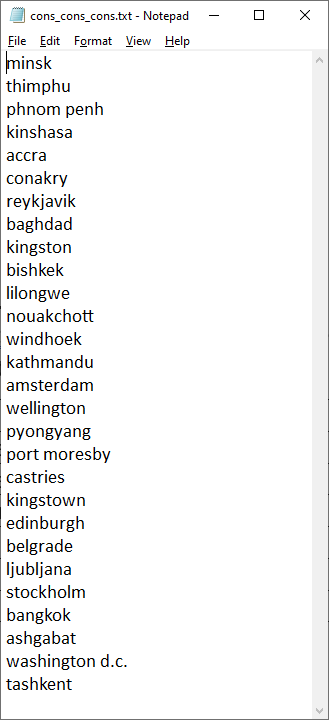 cons_cons_cons.txt - Notepad
File Edit Format View Help
minsk
thimphu
phnom penh
kinshasa
accra
conakry
reykjavik
baghdad
kingston
bishkek
lilongwe
nouakchott
windhoek
kathmandu
amsterdam
wellington
pyongyang
port moresby
castries
kingstown
edinburgh
belgrade
ljubljana
stockholm
bangkok
ashgabat
washington d.c.
tashkent